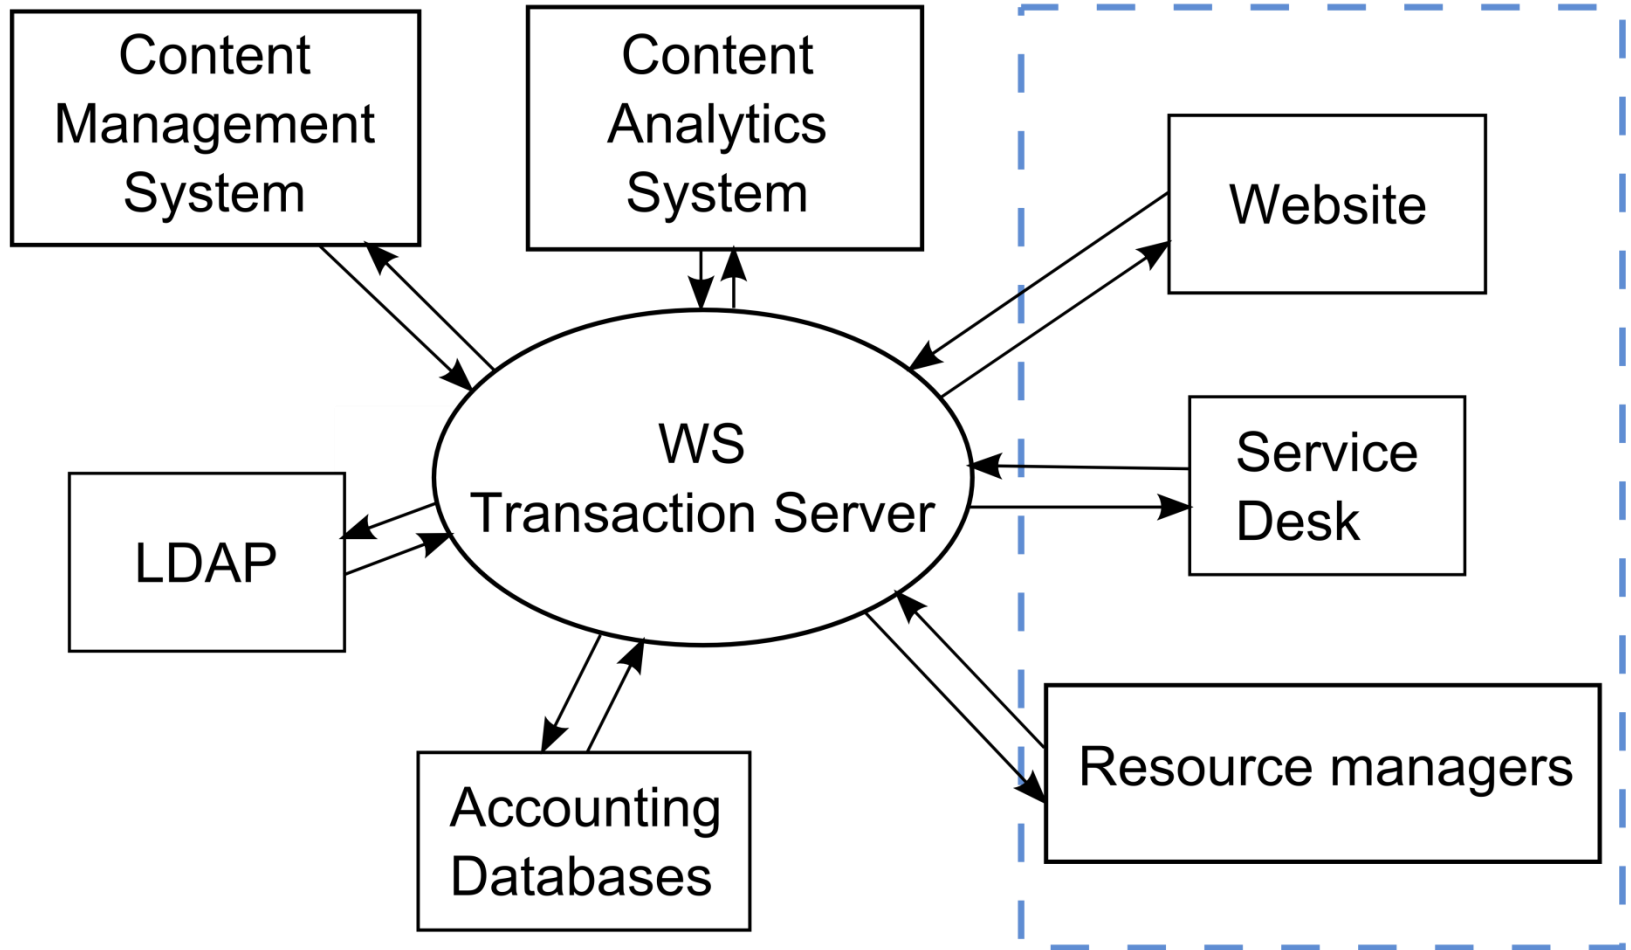 Content
Management
System
Content
Analytics
System
Website
WS
Transaction Server
Service
Desk
LDAP
Accounting
Databases
Resource managers